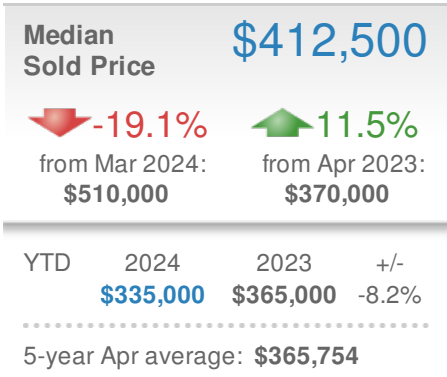 Median $412,500
Sold Price
-19.1% 11.5%
from Mar 2024: from Apr 2023:
$510,000 $370,000
YTD 2024 2023 +/-
$335,000 $365,000 -8.2%
5-year Apr average: $365,754